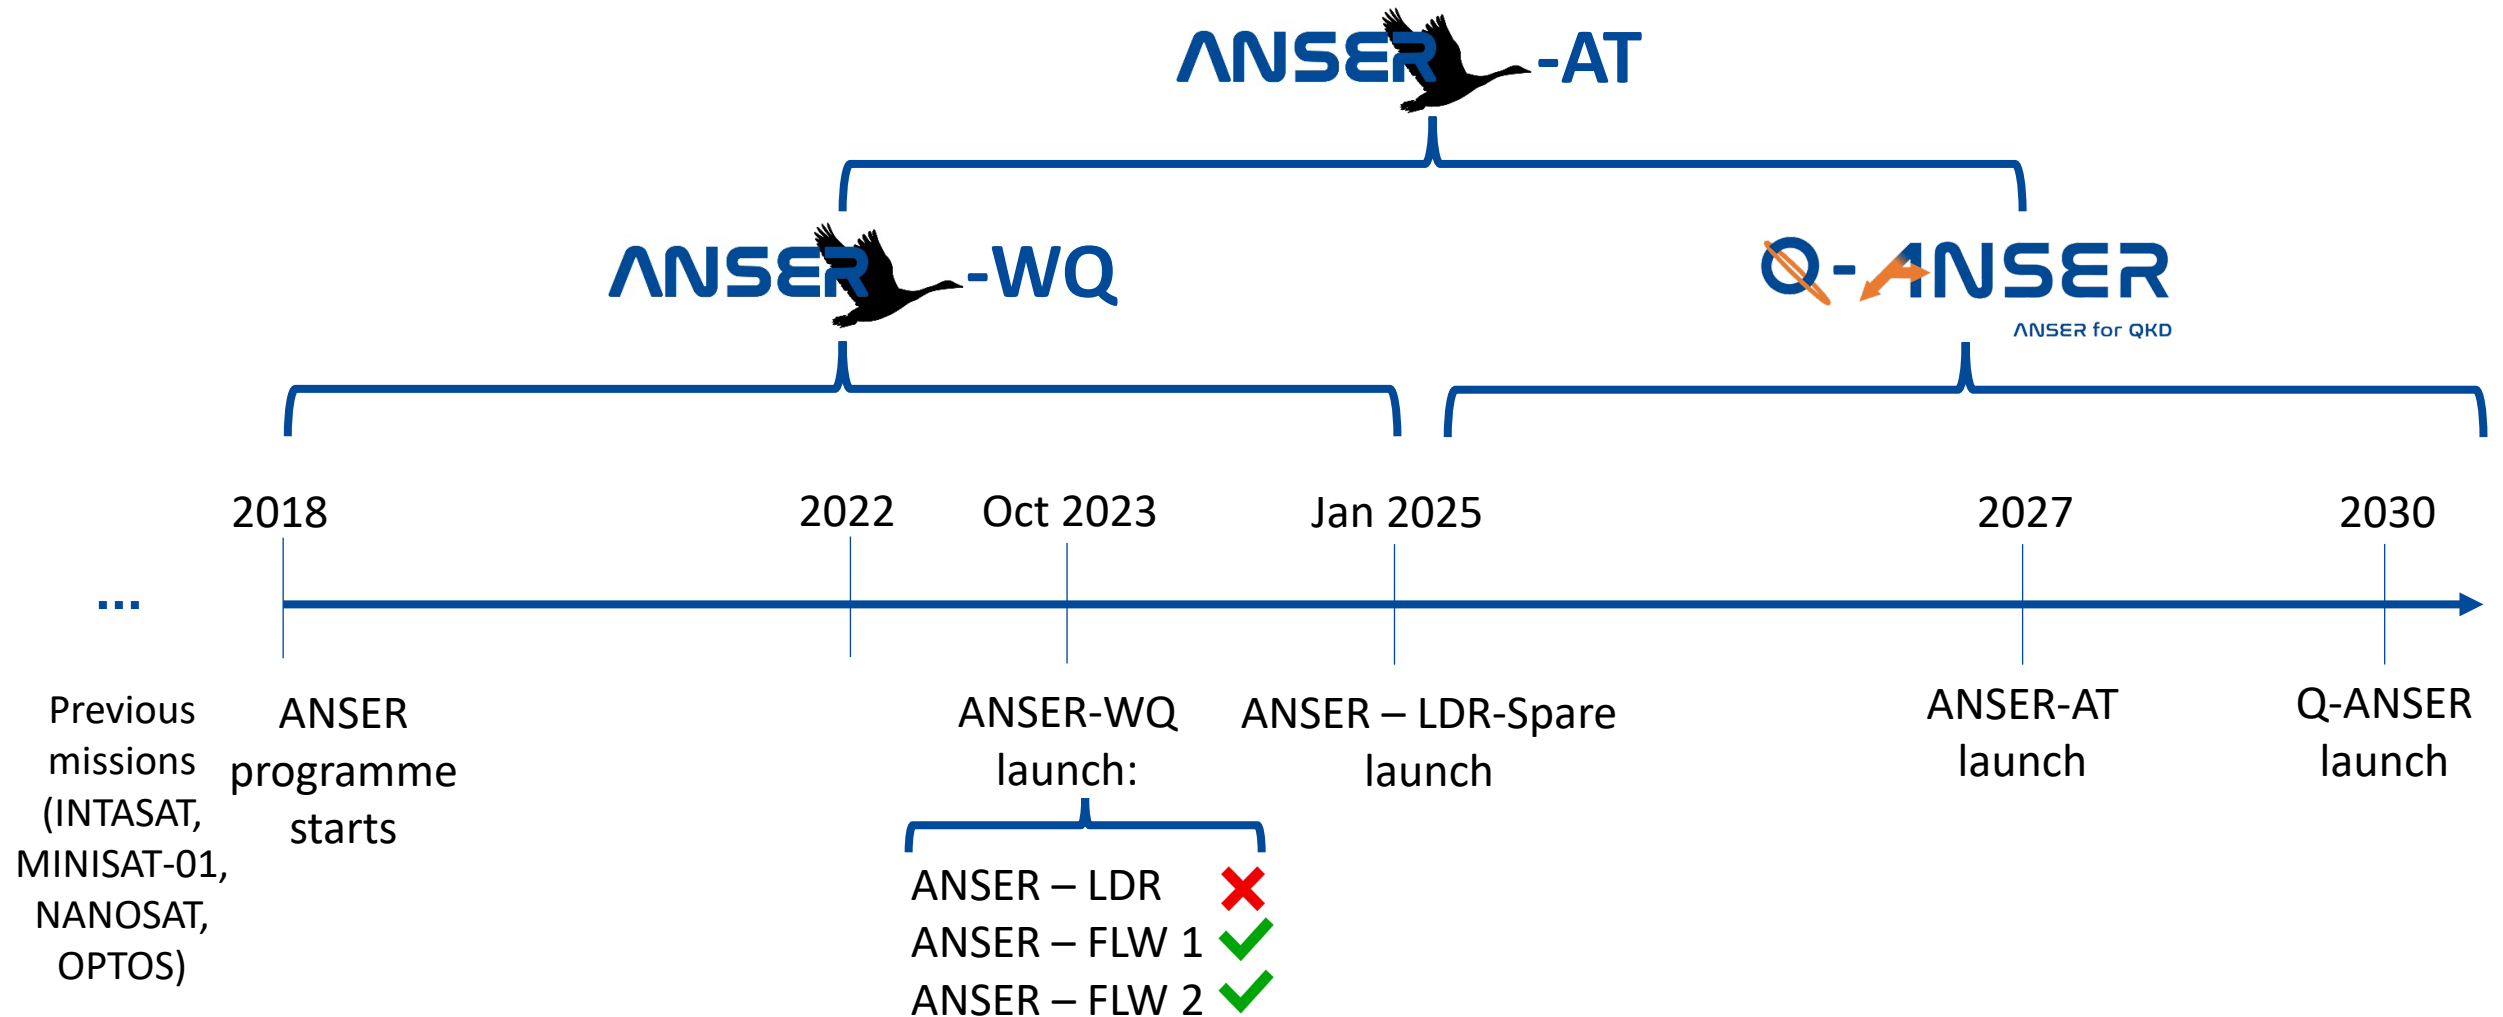 ANSER-AT
ANSER-WQ
Q-ANSER
ANSER for QKD
2018
2022
Oct 2023
Jan 2025
2027
2030
...
Previous
missions
(INTASAT,
MINISAT-01,
NANOSAT,
OPTOS)
ANSER
programme
starts
ANSER-WQ
launch:
ANSER – LDR
ANSER – FLW 1
ANSER – FLW 2
ANSER – LDR-Spare
launch
ANSER-AT
launch
Q-ANSER
launch